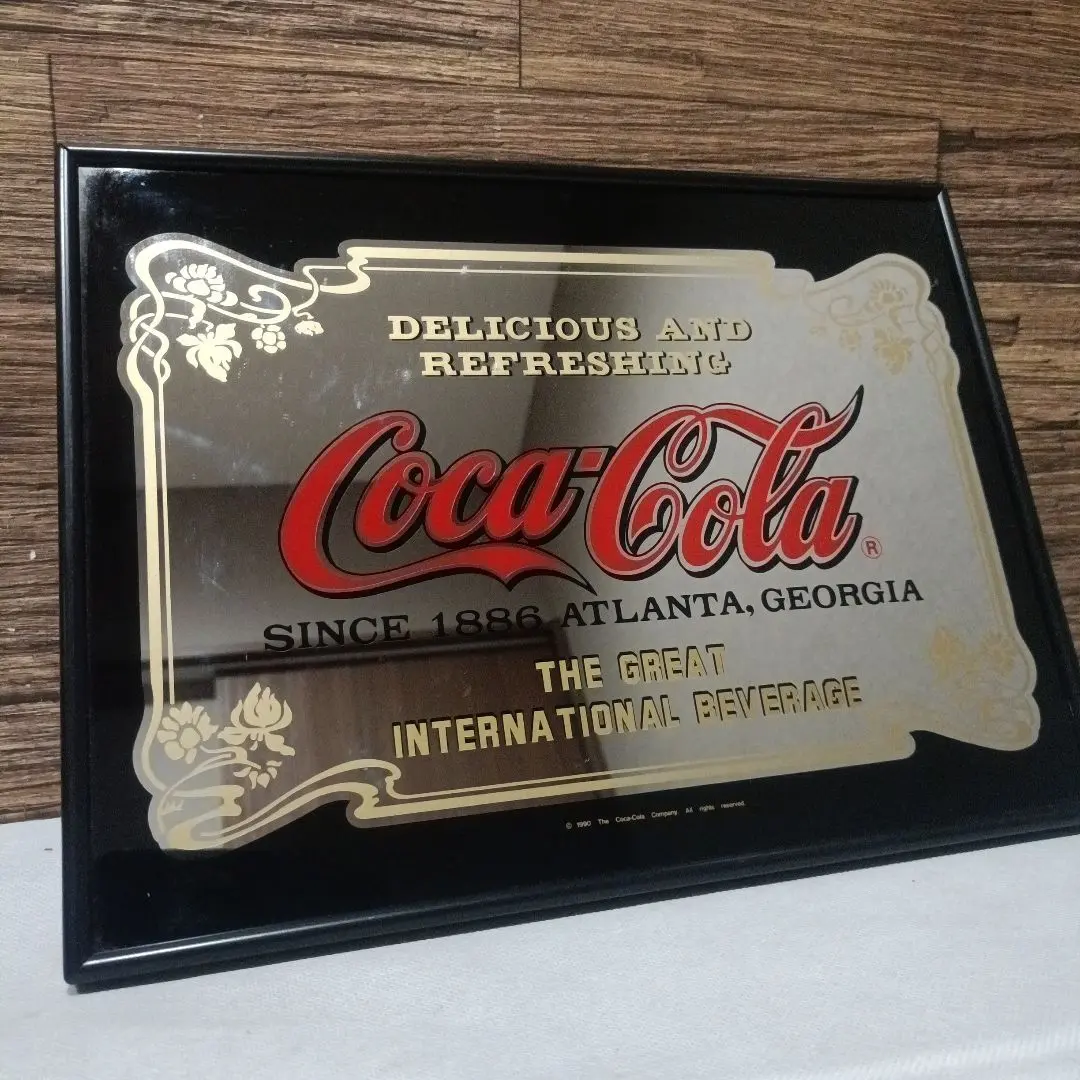 DELICIOUS AND
REFRESHING
Coca-Cola®
SINCE 1886 ATLANTA, GEORGIA
THE GREAT
INTERNATIONAL BEVERAGE
© 1990 The Coca-Cola Company. All rights reserved.